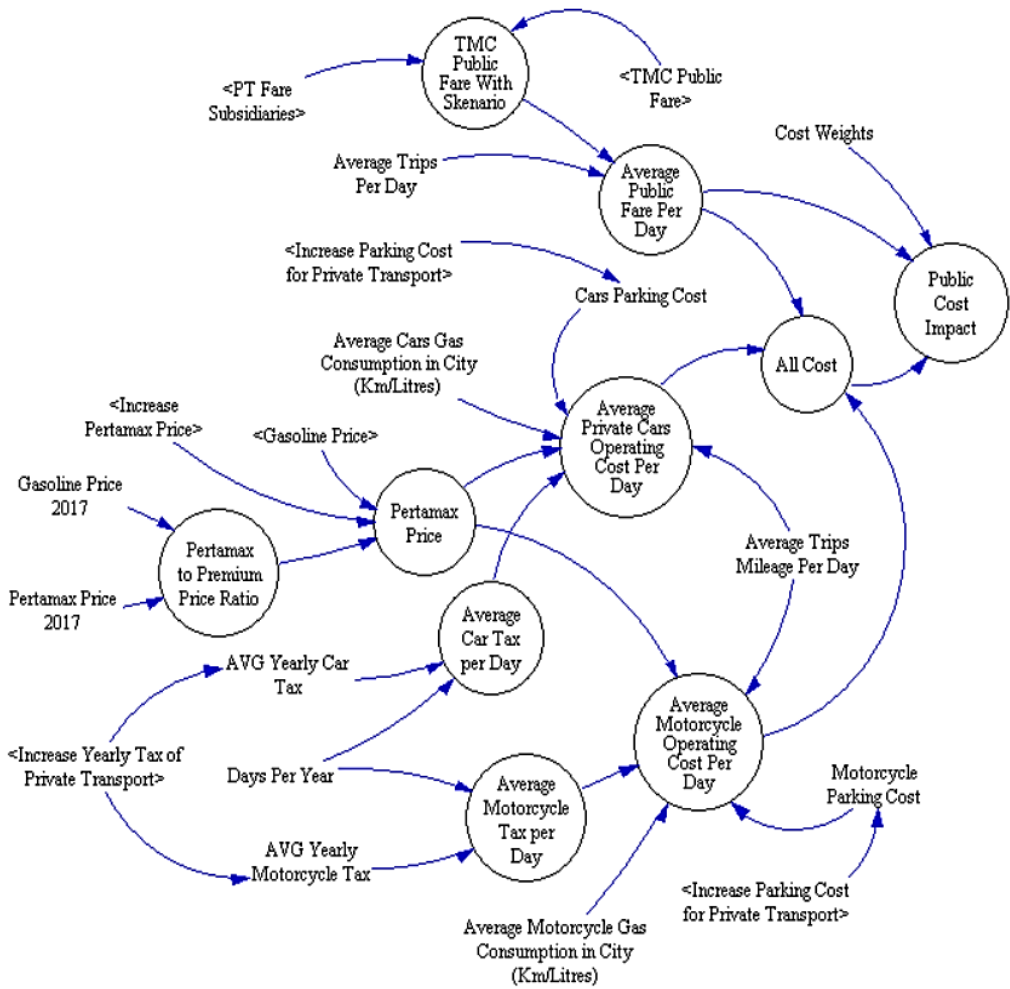 TMC
Public
Fare With
Skenario
<PT Fare
Subsidiaries>
<TMC Public
Fare>
Cost Weights
Average Trips
Per Day
Average
Public
Fare Per
Day
<Increase Parking Cost
for Private Transport>
Cars Parking Cost
Public
Cost
Impact
Average Cars Gas
Consumption in City
(Km/Litres)
All Cost
<Increase
Pertamax Price>
<Gasoline Price>
Average
Private Cars
Operating
Cost Per
Day
Gasoline Price
2017
Pertamax
Price
Pertamax
to Premium
Price Ratio
Average Trips
Mileage Per Day
Pertamax Price
2017
Average
Car Tax
per Day
AVG Yearly Car
Tax
<Increase Yearly Tax of
Private Transport>
Days Per Year
Average
Motorcycle
Operating
Cost Per
Day
Average
Motorcycle
Tax per
Day
Motorcycle
Parking Cost
AVG Yearly
Motorcycle Tax
<Increase Parking Cost
for Private Transport>
Average Motorcycle Gas
Consumption in City
(Km/Litres)